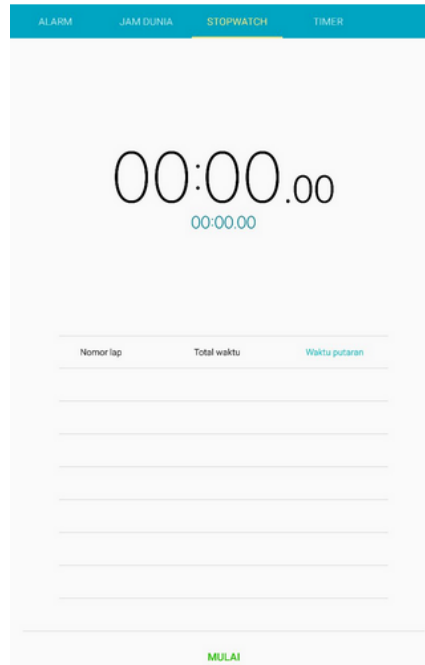 ALARM JAM DUNIA STOPWATCH TIMER
00:00.00
00:00.00
Nomor lap Total waktu Waktu putaran
MULAI